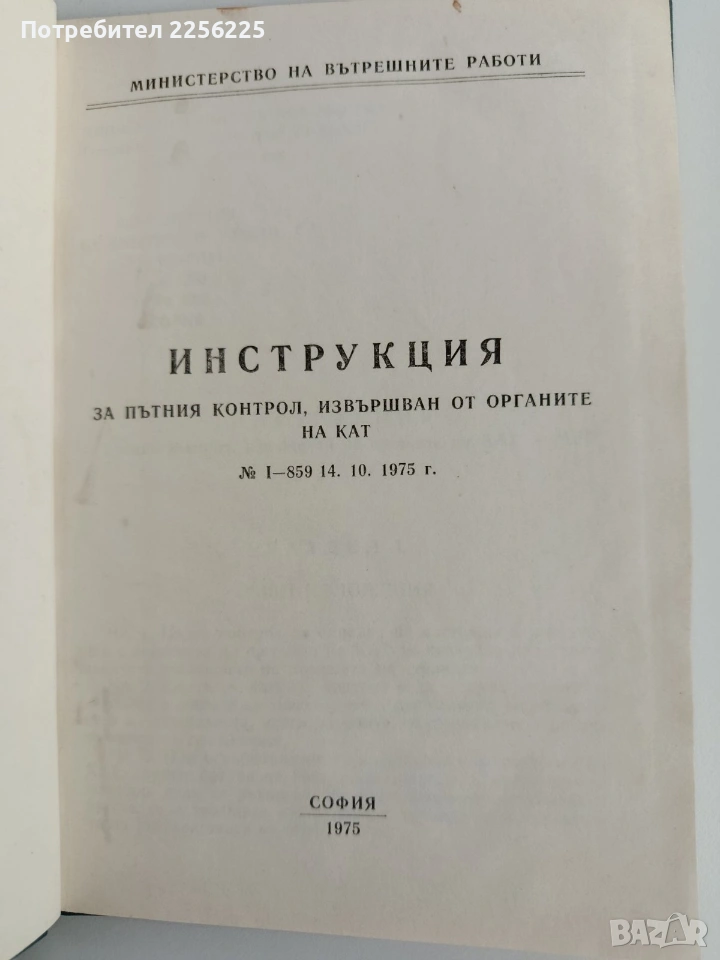 Потребител 2256225
МИНИСТЕРСТВО НА ВЪТРЕШНИТЕ РАБОТИ
ИНСТРУКЦИЯ
ЗА ПЪТНИЯ КОНТРОЛ, ИЗВЪРШВАН ОТ ОРГАНИТЕ
НА КАТ
№ I—859 14. 10. 1975 г.
СОФИЯ
1975
BAZAR